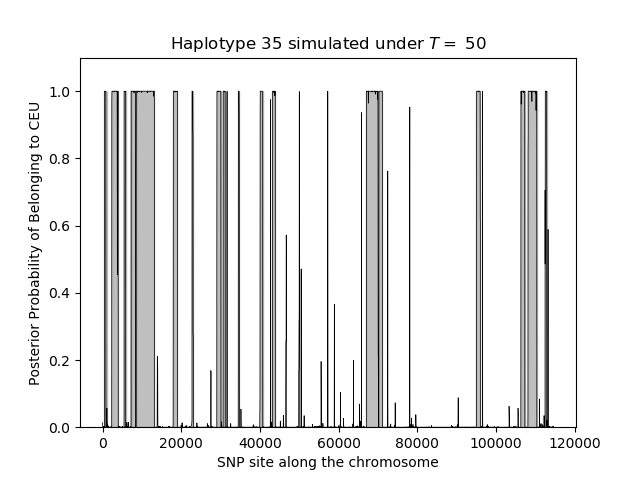 Haplotype 35 simulated under T = 50
Posterior Probability of Belonging to CEU
1.0
0.8
0.6
0.4
0.2
0.0
0 20000 40000 60000 80000 100000 120000
SNP site along the chromosome